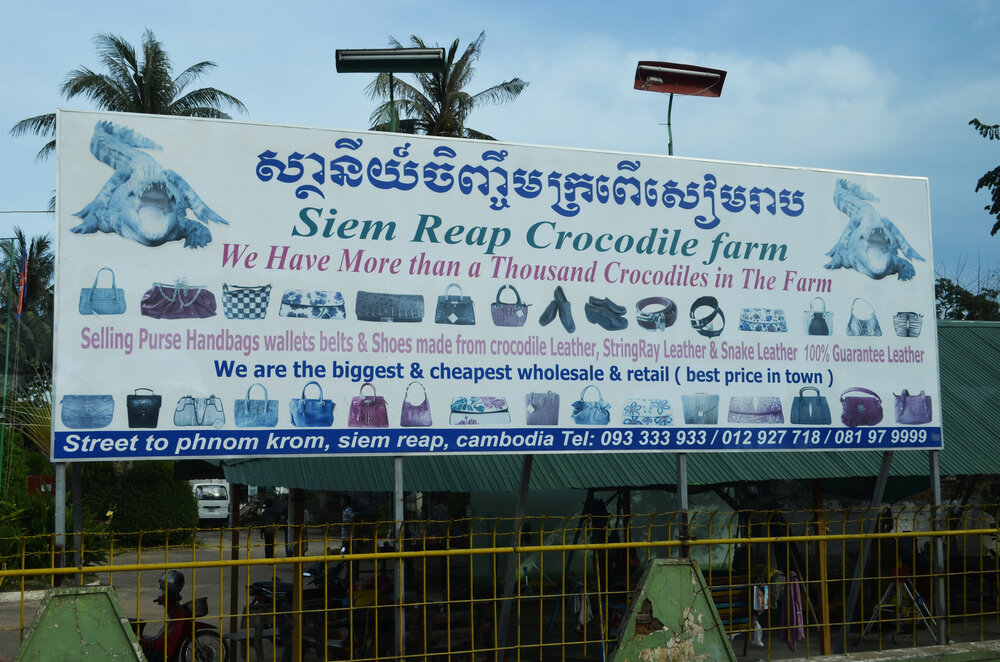 ស្ថានីយ៍ចិញ្ចឹមក្រពើសៀមរាប
Siem Reap Crocodile farm
We Have More than a Thousand Crocodiles in The Farm
Selling Purse Handbags wallets belts & Shoes made from crocodile Leather, StringRay Leather & Snake Leather 100% Guarantee Leather
We are the biggest & cheapest wholesale & retail ( best price in town )
Street to phnom krom, siem reap, cambodia Tel: 093 333 933 / 012 927 718 / 081 97 9999